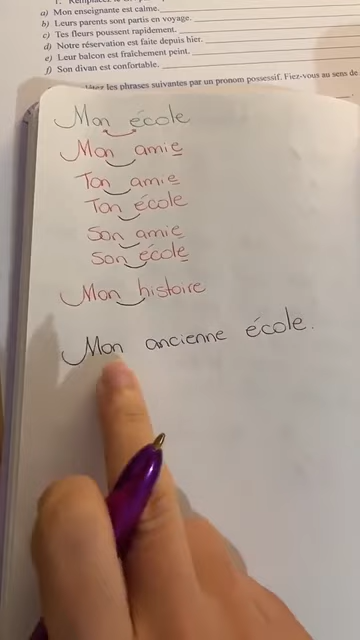 a) Mon enseignante est calme.
b) Leurs parents sont partis en voyage.
c) Tes fleurs poussent rapidement.
d) Notre réservation est faite depuis hier.
e) Leur balcon est fraîchement peint.
f) Son divan est confortable.
les phrases suivantes par un pronom possessif. Fiez-vous au sens de
Mon école
Mon amie
Ton amie
Ton école
Son amie
Son école
Mon histoire
Mon ancienne école.